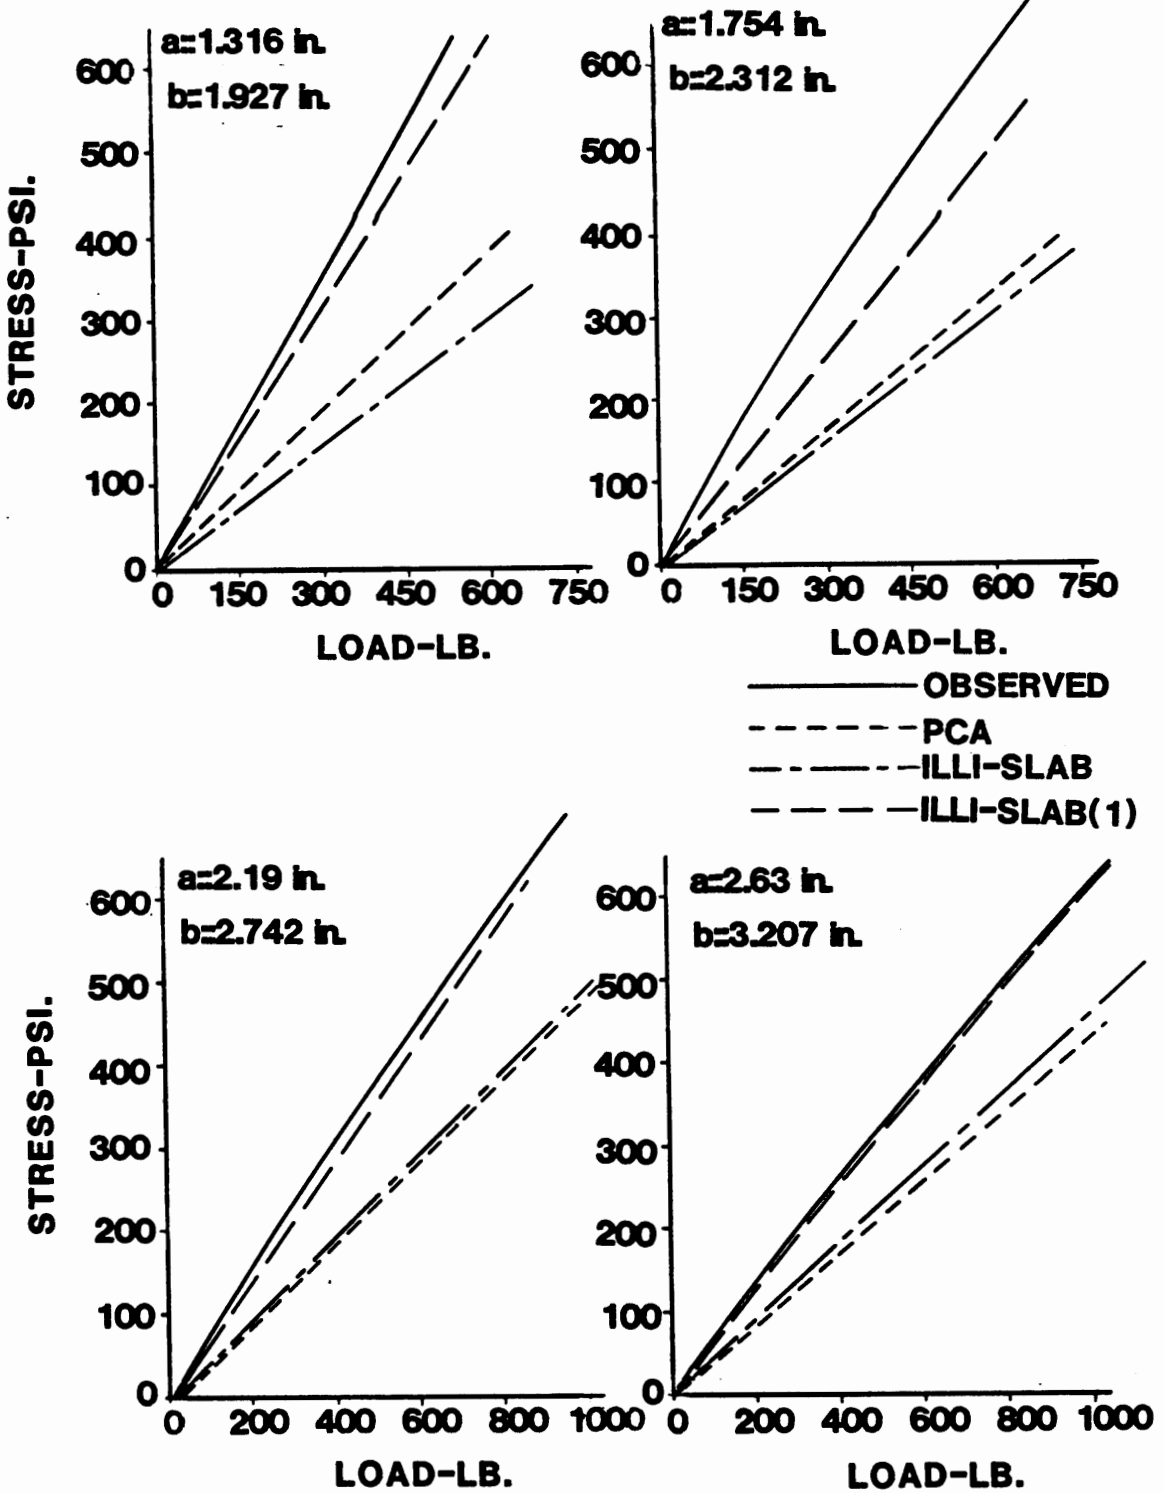 a=1.316 in.
b=1.927 in.
600
500
400
300
200
100
0
0 150 300 450 600 750
STRESS-PSI.
LOAD-LB.
a=1.754 in.
b=2.312 in.
600
500
400
300
200
100
0
0 150 300 450 600 750
LOAD-LB.
OBSERVED
PCA
ILLI-SLAB
ILLI-SLAB(1)
a=2.19 in.
b=2.742 in.
600
500
400
300
200
100
0
0 200 400 600 800 1000
STRESS-PSI.
LOAD-LB.
a=2.63 in.
b=3.207 in.
600
500
400
300
200
100
0
0 200 400 600 800 1000
LOAD-LB.